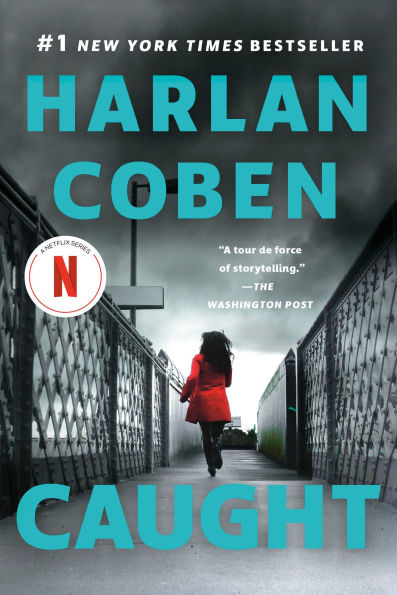 #1 NEW YORK TIMES BESTSELLER
HARLAN
COBEN
A NETFLIX SERIES
N
“A tour de force
of storytelling.”
—THE
WASHINGTON POST
CAUGHT